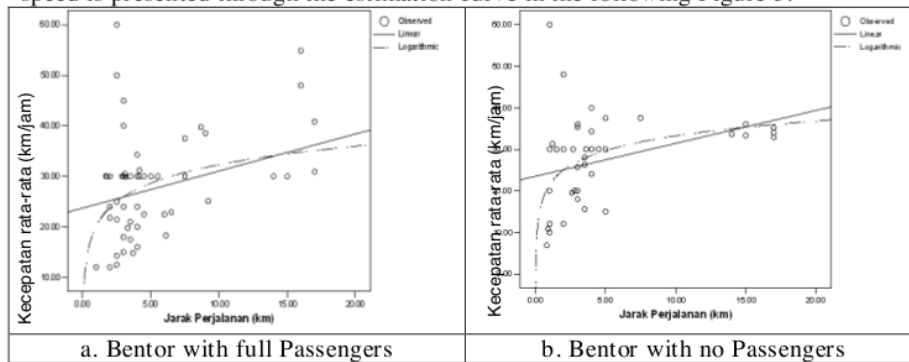 speed is presented through the estimation curve in the following Figure
60.00
50.00
40.00
30.00
20.00
10.00
Kecepatan rata-rata (km/jam)
0.00 5.00 10.00 15.00 20.00
Jarak Perjalanan (km)
Observed
Linear
Logarithmic
a. Bentor with full Passengers
Kecepatan rata-rata (km/jam)
0.00 5.00 10.00 15.00 20.00
Jarak Perjalanan (km)
Observed
Linear
Logarithmic
b. Bentor with no Passengers